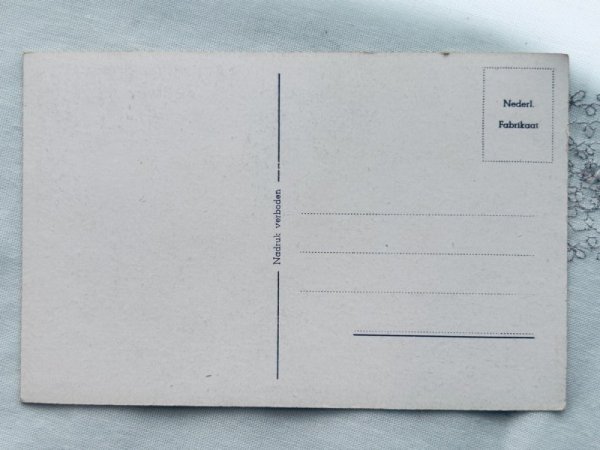 Nederl.
Fabrikaat
Nadruk verboden